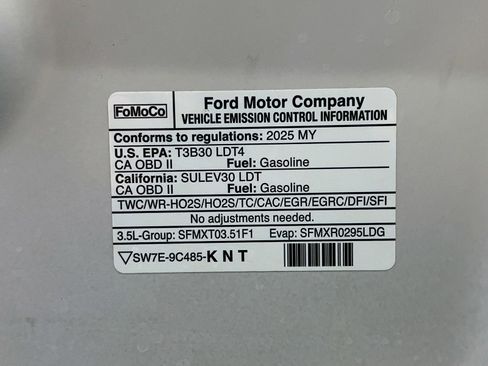 FoMoCo
Ford Motor Company
VEHICLE EMISSION CONTROL INFORMATION
Conforms to regulations: 2025 MY
U.S. EPA: T3B30 LDT4
CA OBD II Fuel: Gasoline
California: SULEV30 LDT
CA OBD II Fuel: Gasoline
TWC/WR-HO2S/HO2S/TC/CAC/EGR/EGRC/DFI/SFI
No adjustments needed.
3.5L-Group: SFMXT03.51F1 Evap: SFMXR0295LDG
▽SW7E-9C485-K N T